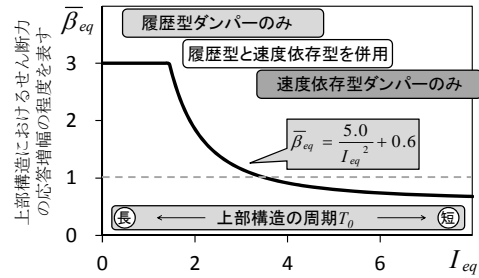 β̅eq
履歴型ダンパーのみ
履歴型と速度依存型を併用
速度依存型ダンパーのみ
上部構造におけるせん断力
の応答増幅の程度を表す
3
2
1
0
β̅eq = 5.0 / Ieq² + 0.6
長 ← 上部構造の周期T0 → 短
0 2 4 6 Ieq